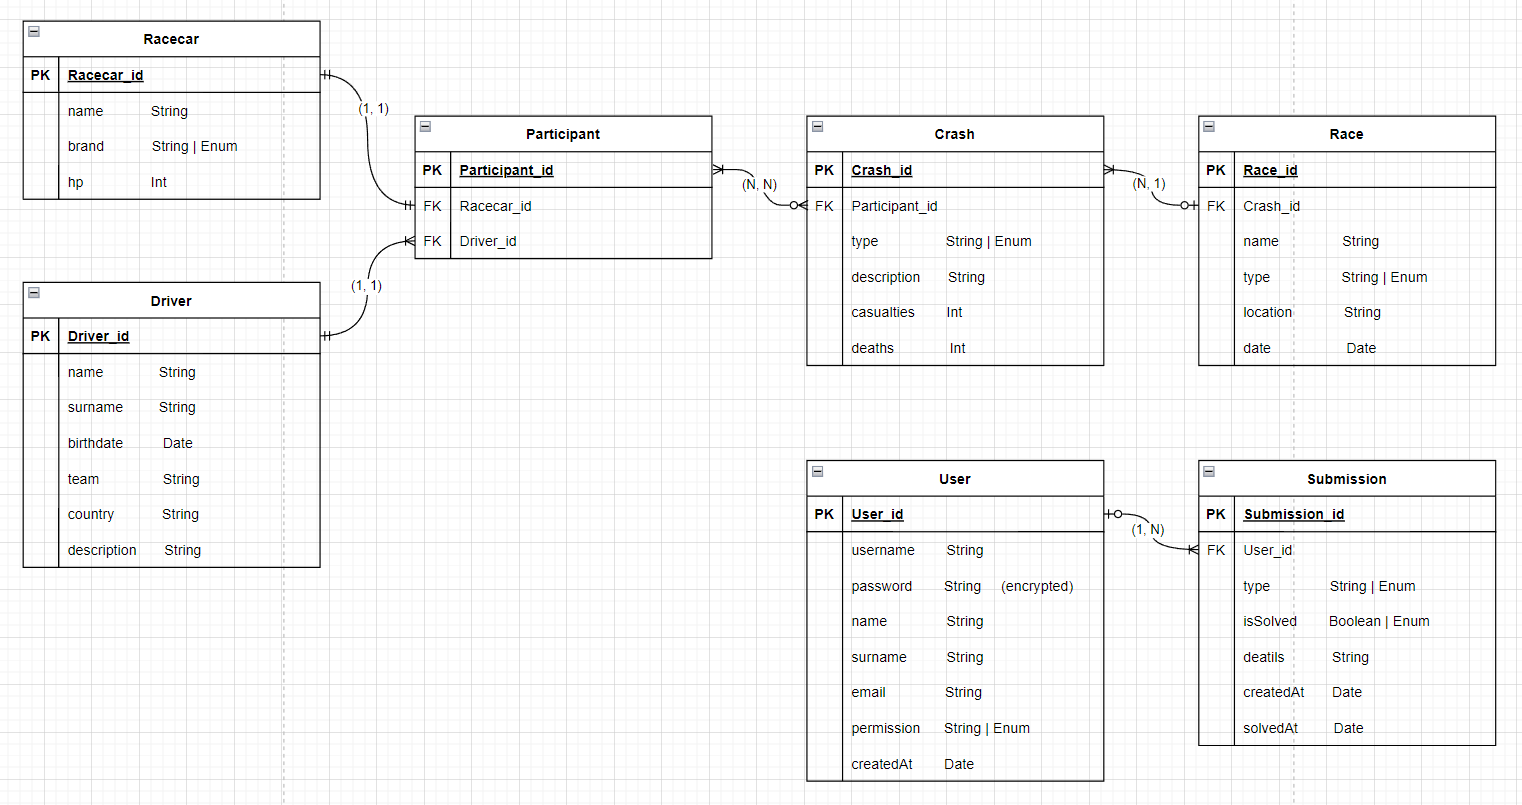 Racecar
PK Racecar_id
name String
brand String | Enum
hp Int
(1, 1)
Driver
PK Driver_id
name String
surname String
birthdate Date
team String
country String
description String
(1, 1)
Participant
PK Participant_id
FK Racecar_id
FK Driver_id
(N, N)
Crash
PK Crash_id
FK Participant_id
type String | Enum
description String
casualties Int
deaths Int
(N, 1)
Race
PK Race_id
FK Crash_id
name String
type String | Enum
location String
date Date
User
PK User_id
username String
password String (encrypted)
name String
surname String
email String
permission String | Enum
createdAt Date
(1, N)
Submission
PK Submission_id
FK User_id
type String | Enum
isSolved Boolean | Enum
deatils String
createdAt Date
solvedAt Date